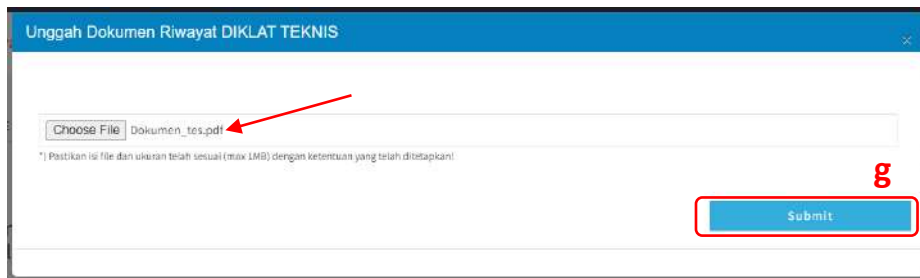 Unggah Dokumen Riwayat DIKLAT TEKNIS
Choose File Dokumen_tes.pdf
*) Pastikan isi file dan ukuran telah sesuai (max 1MB) dengan ketentuan yang telah ditetapkan!
g
Submit